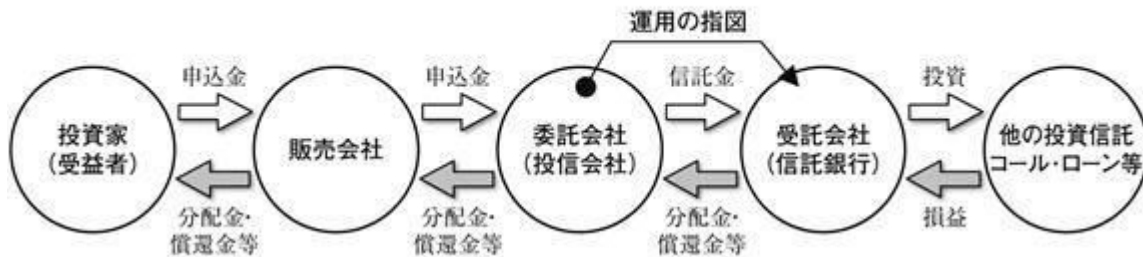 運用の指図
申込金
申込金
信託金
投資
投資家
(受益者)
販売会社
委託会社
(投信会社)
受託会社
(信託銀行)
他の投資信託
コール・ローン等
分配金・
償還金等
分配金・
償還金等
分配金・
償還金等
損益